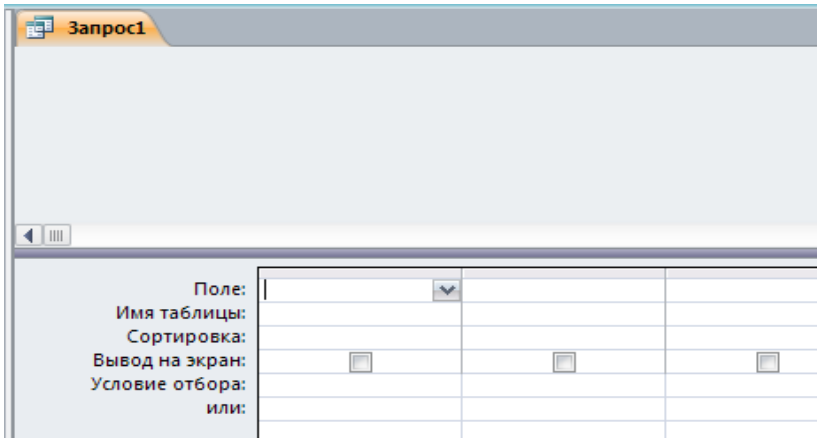 Запрос1
Поле:
Имя таблицы:
Сортировка:
Вывод на экран:
Условие отбора:
или: